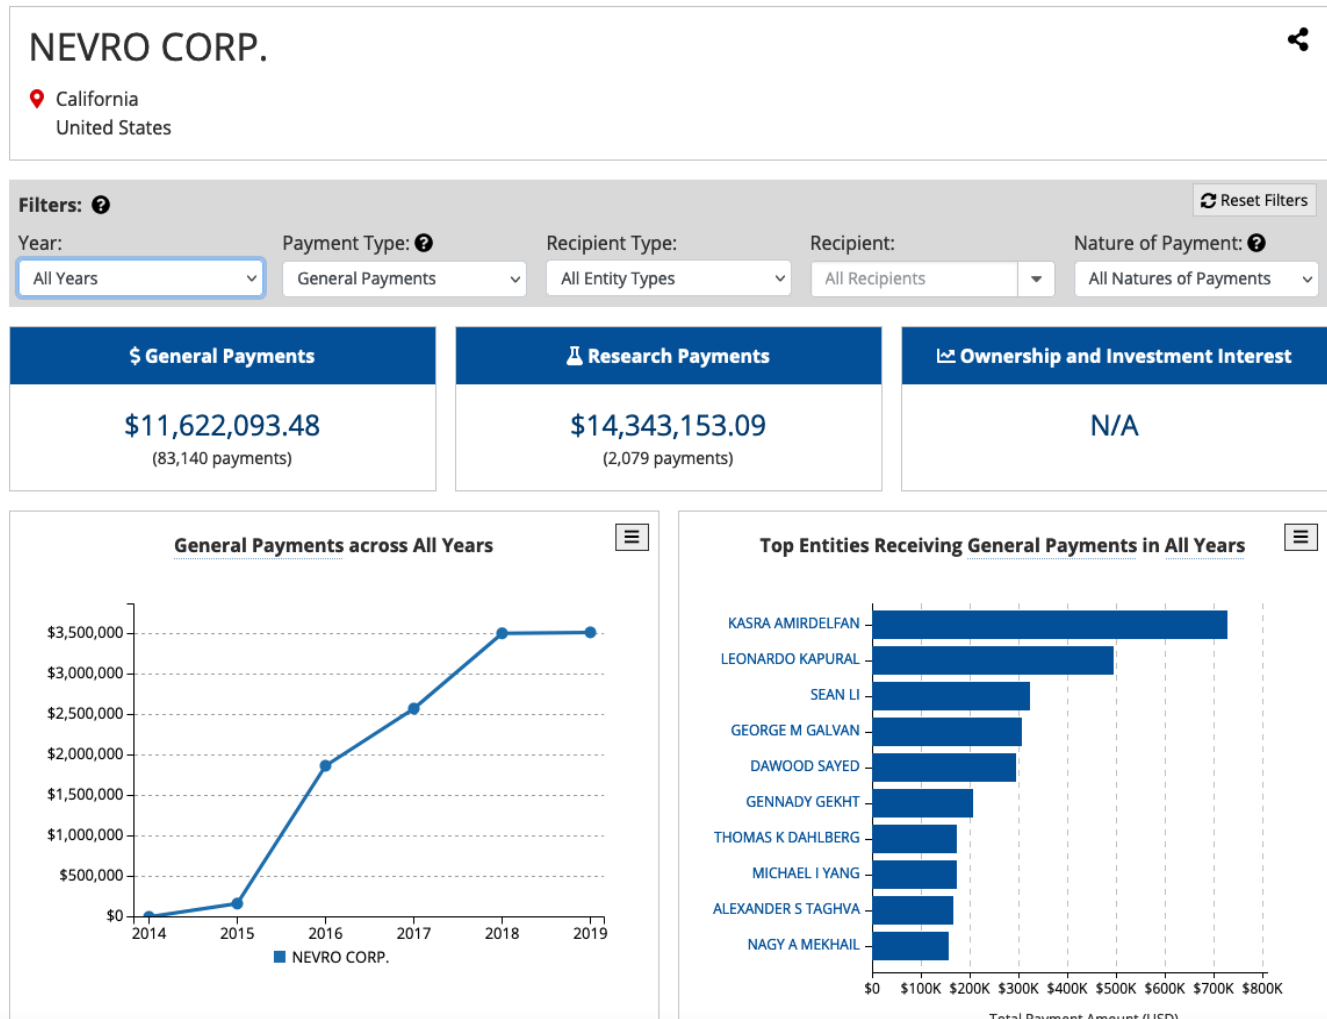 NEVRO CORP.
California
United States
Filters:
Reset Filters
Year:
Payment Type:
Recipient Type:
Recipient:
Nature of Payment:
All Years
General Payments
All Entity Types
All Recipients
All Natures of Payments
$ General Payments
Research Payments
Ownership and Investment Interest
$11,622,093.48
(83,140 payments)
$14,343,153.09
(2,079 payments)
N/A
General Payments across All Years
$3,500,000
$3,000,000
$2,500,000
$2,000,000
$1,500,000
$1,000,000
$500,000
$0
2014 2015 2016 2017 2018 2019
NEVRO CORP.
Top Entities Receiving General Payments in All Years
KASRA AMIRDELFAN
LEONARDO KAPURAL
SEAN LI
GEORGE M GALVAN
DAWOOD SAYED
GENNADY GEKHT
THOMAS K DAHLBERG
MICHAEL I YANG
ALEXANDER S TAGHVA
NAGY A MEKHAIL
$0 $100K $200K $300K $400K $500K $600K $700K $800K
Total Payment Amount (USD)